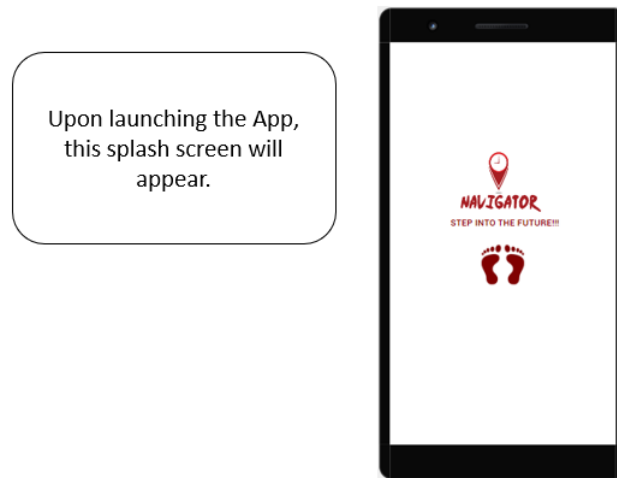 Upon launching the App,
this splash screen will
appear.
NAVIGATOR
STEP INTO THE FUTURE!!!